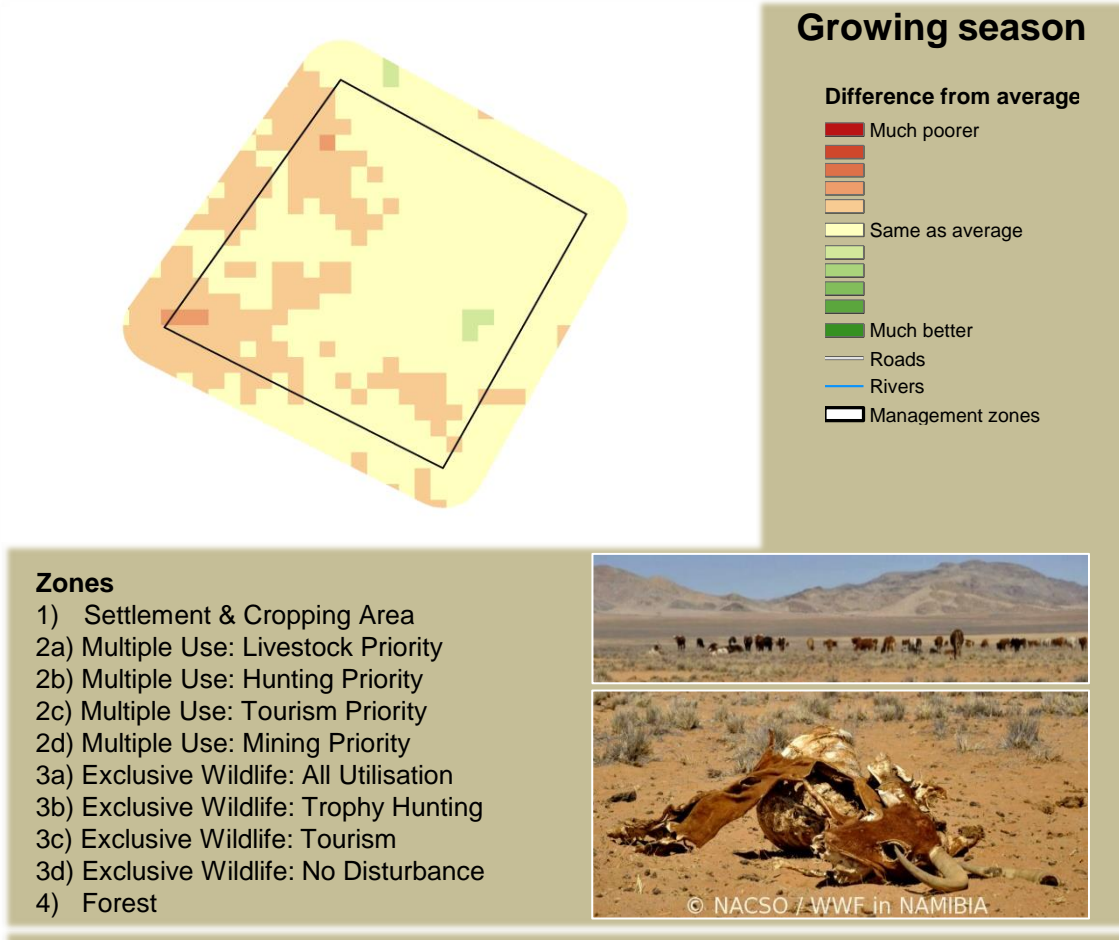 Growing season
Difference from average
Much poorer
Same as average
Much better
Roads
Rivers
Management zones
Zones
1) Settlement & Cropping Area
2a) Multiple Use: Livestock Priority
2b) Multiple Use: Hunting Priority
2c) Multiple Use: Tourism Priority
2d) Multiple Use: Mining Priority
3a) Exclusive Wildlife: All Utilisation
3b) Exclusive Wildlife: Trophy Hunting
3c) Exclusive Wildlife: Tourism
3d) Exclusive Wildlife: No Disturbance
4) Forest
© NACSO / WWF in NAMIBIA